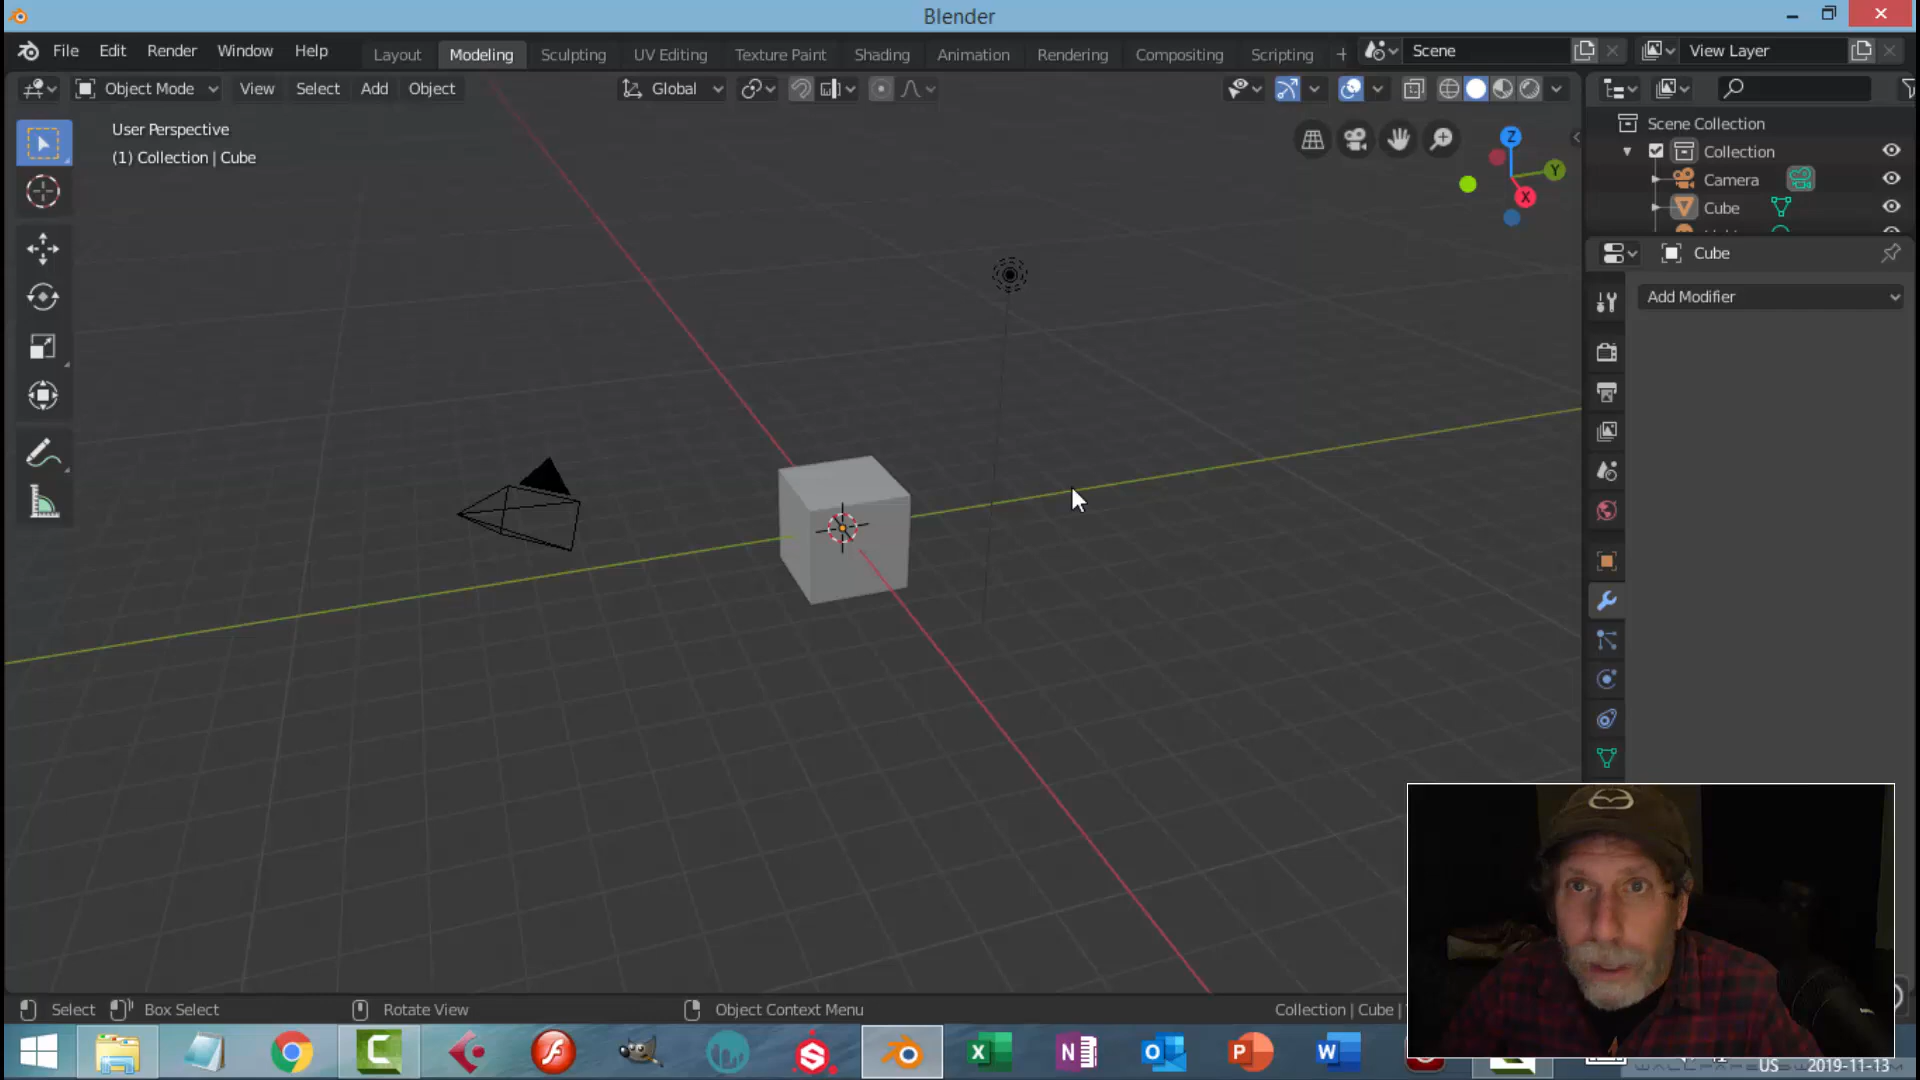 Blender
File Edit Render Window Help Layout Modeling Sculpting UV Editing Texture Paint Shading Animation Rendering Compositing Scripting + Scene View Layer
Object Mode View Select Add Object Global
User Perspective
(1) Collection | Cube
Z
Y
X
Scene Collection
Collection
Camera
Cube
Cube
Add Modifier
Select Box Select Rotate View Object Context Menu Collection | Cube |
US 2019-11-13